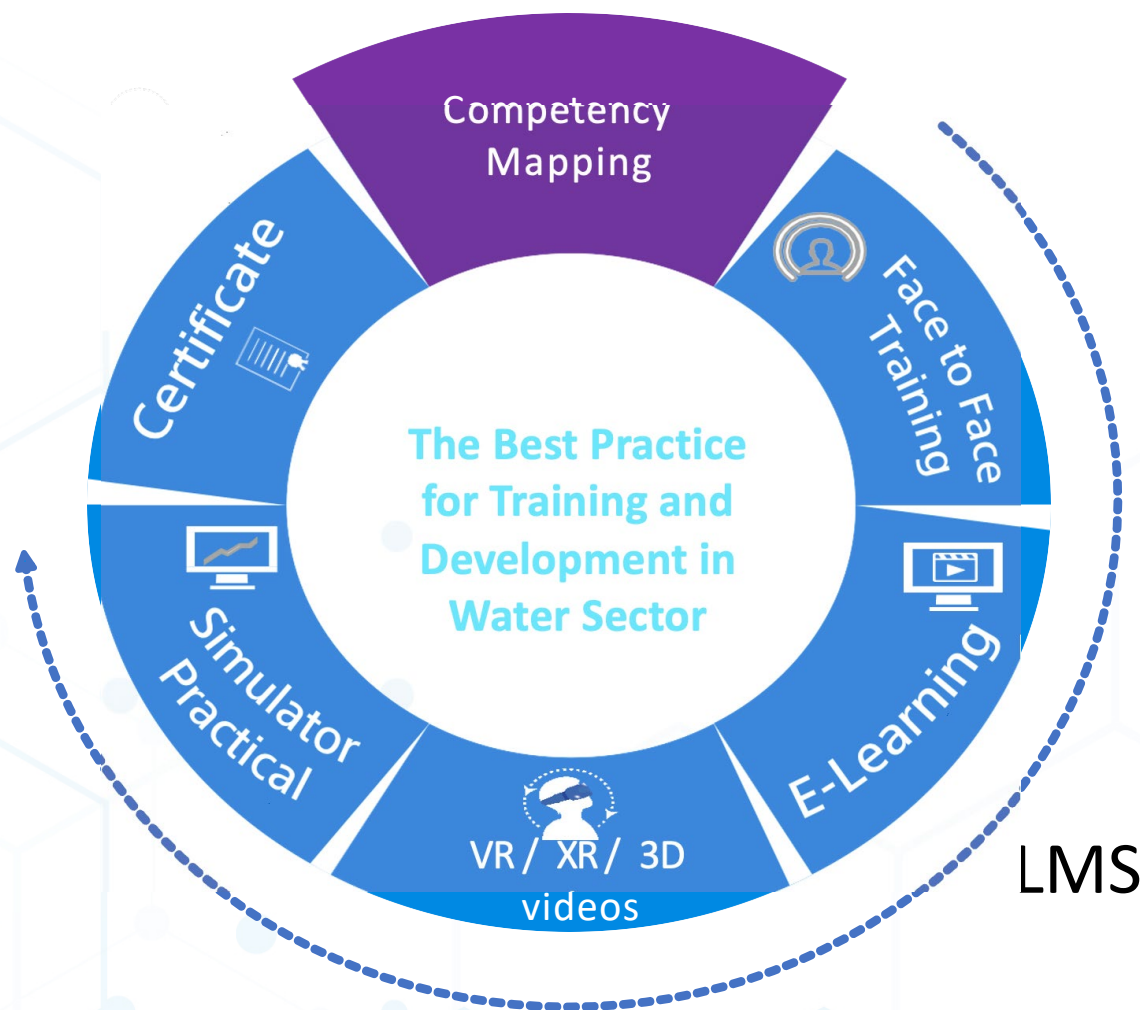 Competency
Mapping
Face to Face
Training
E-Learning
LMS
VR / XR / 3D
videos
Simulator
Practical
Certificate
The Best Practice
for Training and
Development in
Water Sector